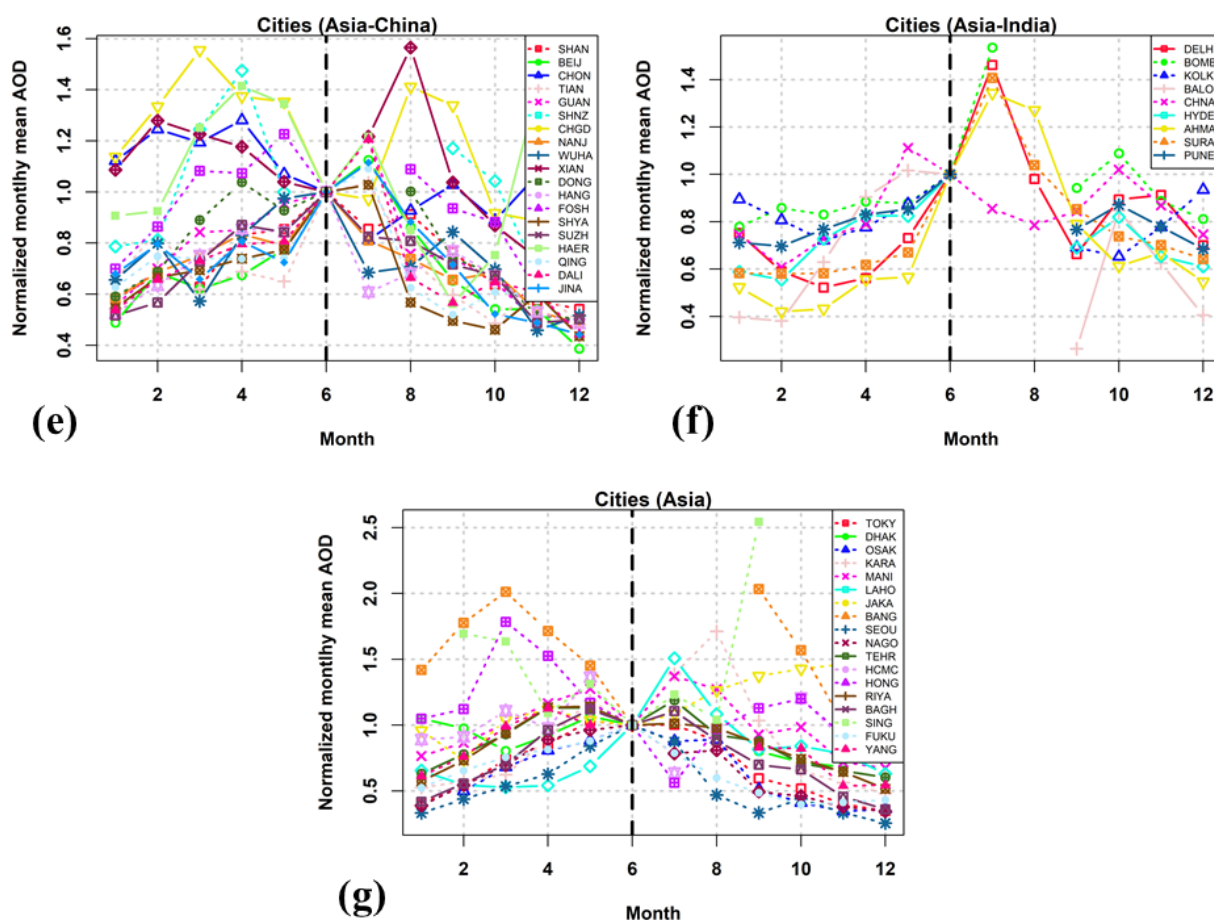 Cities (Asia-China)
Normalized montlhy mean AOD
1.6
1.4
1.2
1.0
0.8
0.6
0.4
SHAN
BEIJ
CHON
TIAN
GUAN
SHNZ
CHGD
NANJ
WUHA
XIAN
DONG
HANG
FOSH
SHYA
SUZH
HAER
QING
DALI
JINA
2 4 6 8 10 12
(e)
Month
Cities (Asia-India)
Normalized montlhy mean AOD
1.4
1.2
1.0
0.8
0.6
0.4
DELH
BOMB
KOLK
BALO
CHNA
HYDE
AHMA
SURA
PUNE
2 4 6 8 10 12
(f)
Month
Cities (Asia)
Normalized montlhy mean AOD
2.5
2.0
1.5
1.0
0.5
TOKY
DHAK
OSAK
KARA
MANI
LAHO
JAKA
BANG
SEOU
NAGO
TEHR
HCMC
HONG
RIYA
BAGH
SING
FUKU
YANG
2 4 6 8 10 12
(g)
Month